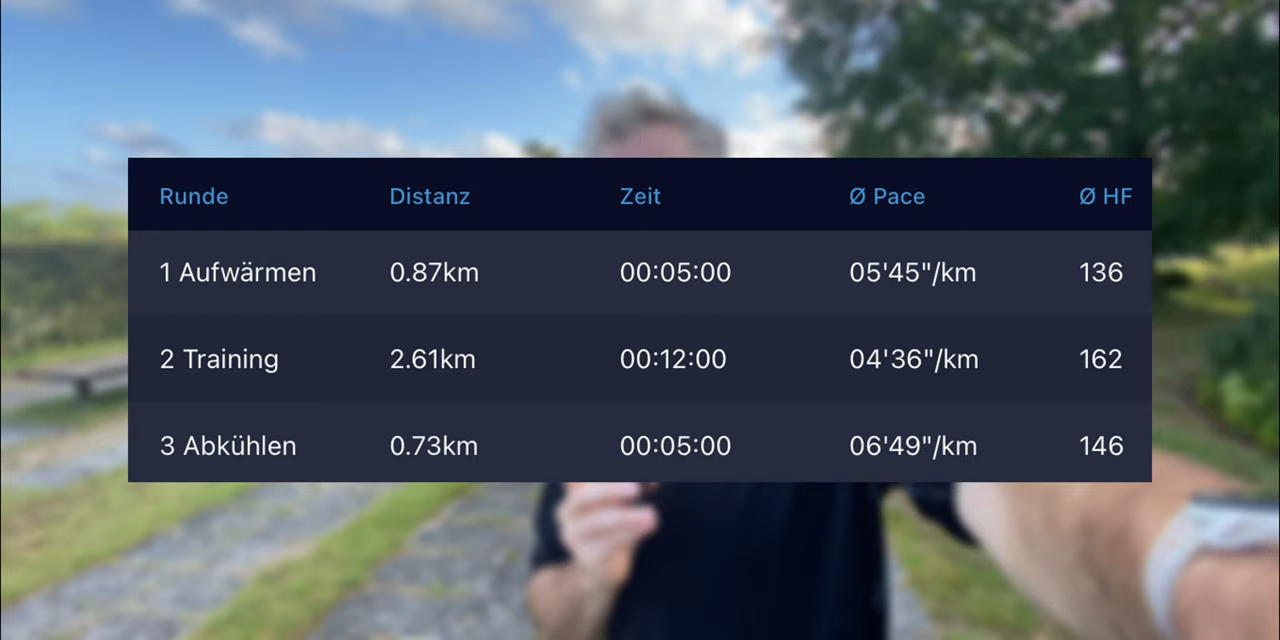 Runde Distanz Zeit Ø Pace Ø HF
1 Aufwärmen 0.87km 00:05:00 05'45"/km 136
2 Training 2.61km 00:12:00 04'36"/km 162
3 Abkühlen 0.73km 00:05:00 06'49"/km 146